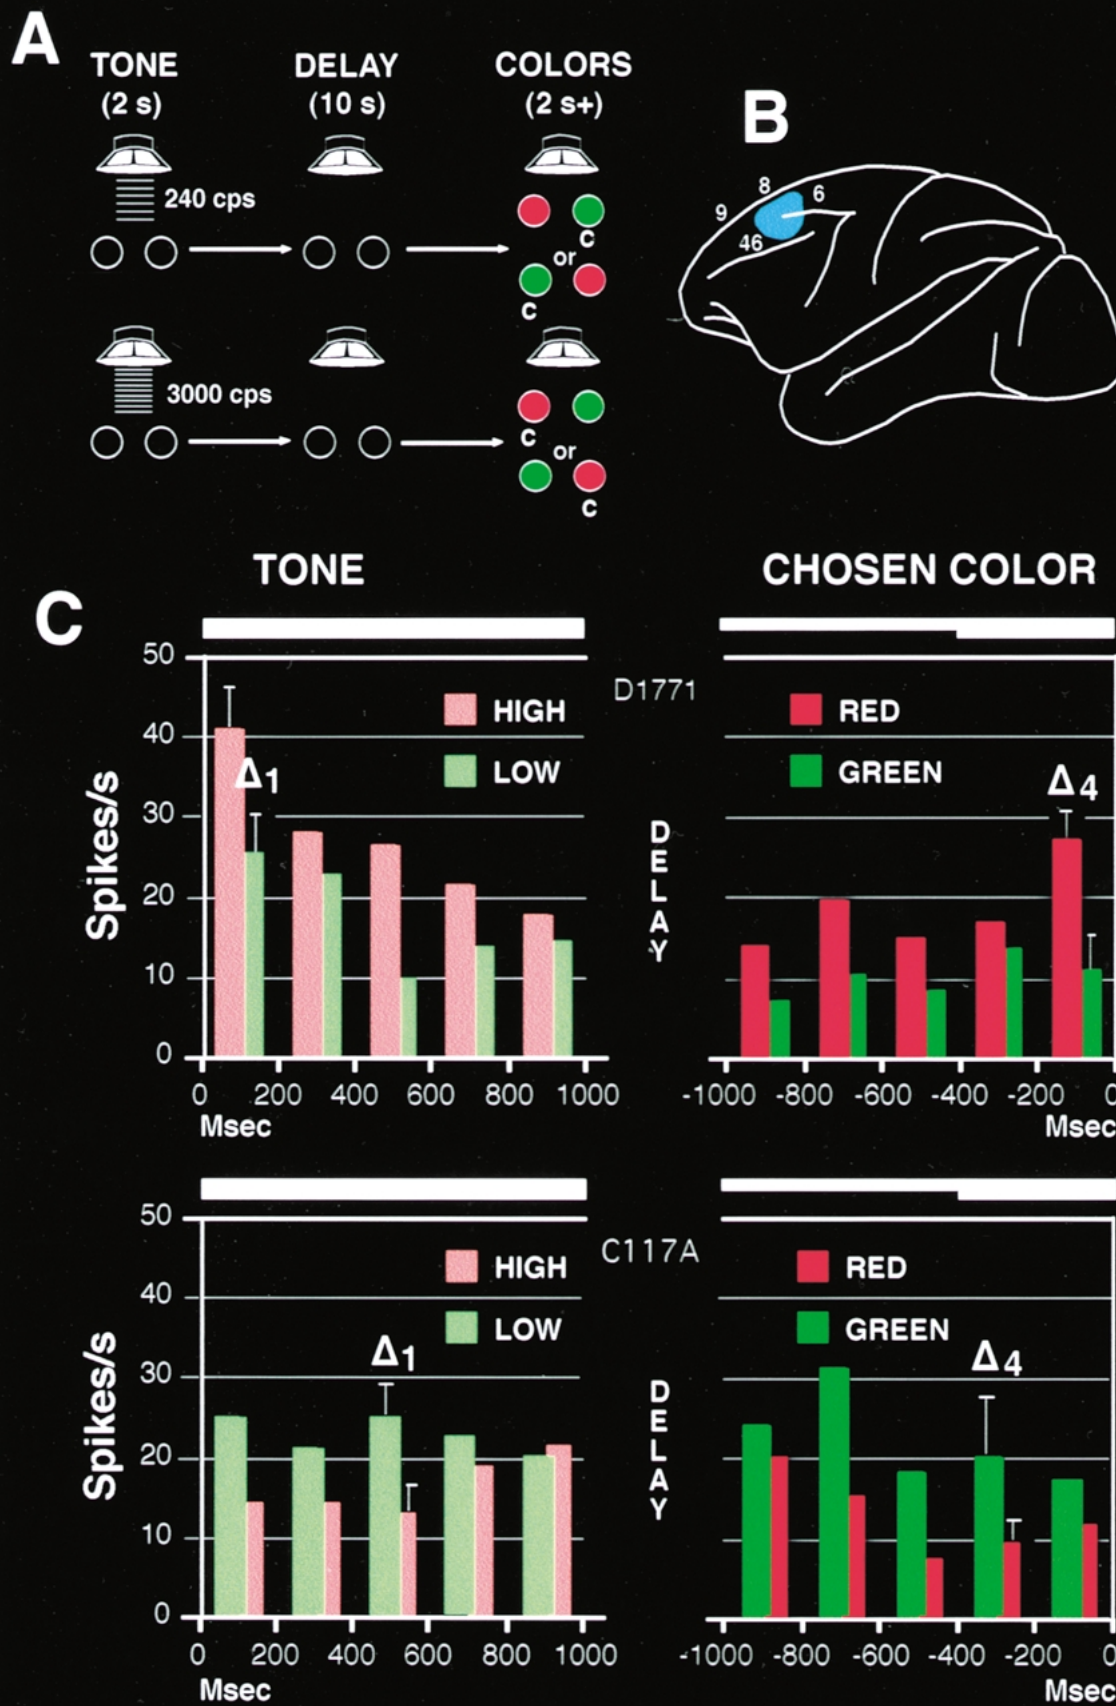 A
TONE
(2 s)
DELAY
(10 s)
COLORS
(2 s+)
240 cps
c
or
c
3000 cps
c
or
c
B
8
6
9
46
C
TONE
CHOSEN COLOR
Spikes/s
50
40
30
20
10
0
HIGH
LOW
Δ1
0 200 400 600 800 1000
Msec
D1771
DELAY
RED
GREEN
Δ4
-1000 -800 -600 -400 -200 0
Msec
Spikes/s
50
40
30
20
10
0
HIGH
LOW
Δ1
0 200 400 600 800 1000
Msec
C117A
DELAY
RED
GREEN
Δ4
-1000 -800 -600 -400 -200 0
Msec